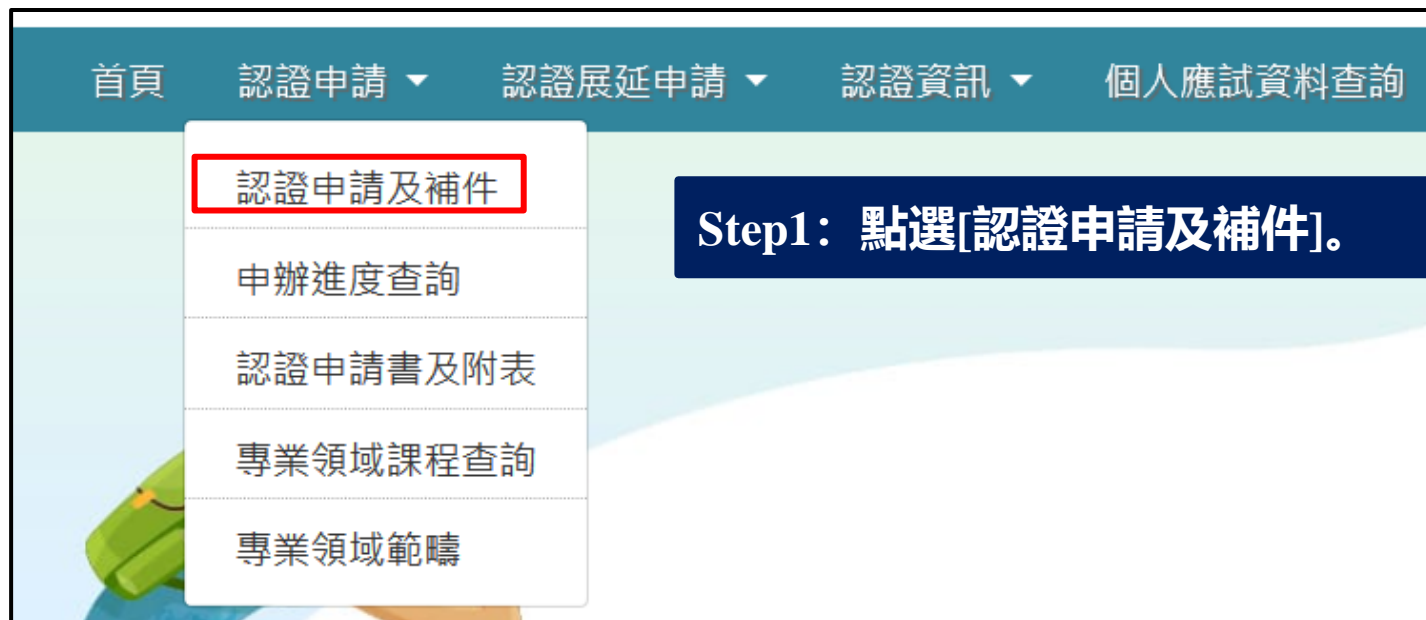 首頁 認證申請 認證展延申請 認證資訊 個人應試資料查詢
認證申請及補件
Step1：點選[認證申請及補件]。
申辦進度查詢
認證申請書及附表
專業領域課程查詢
專業領域範疇